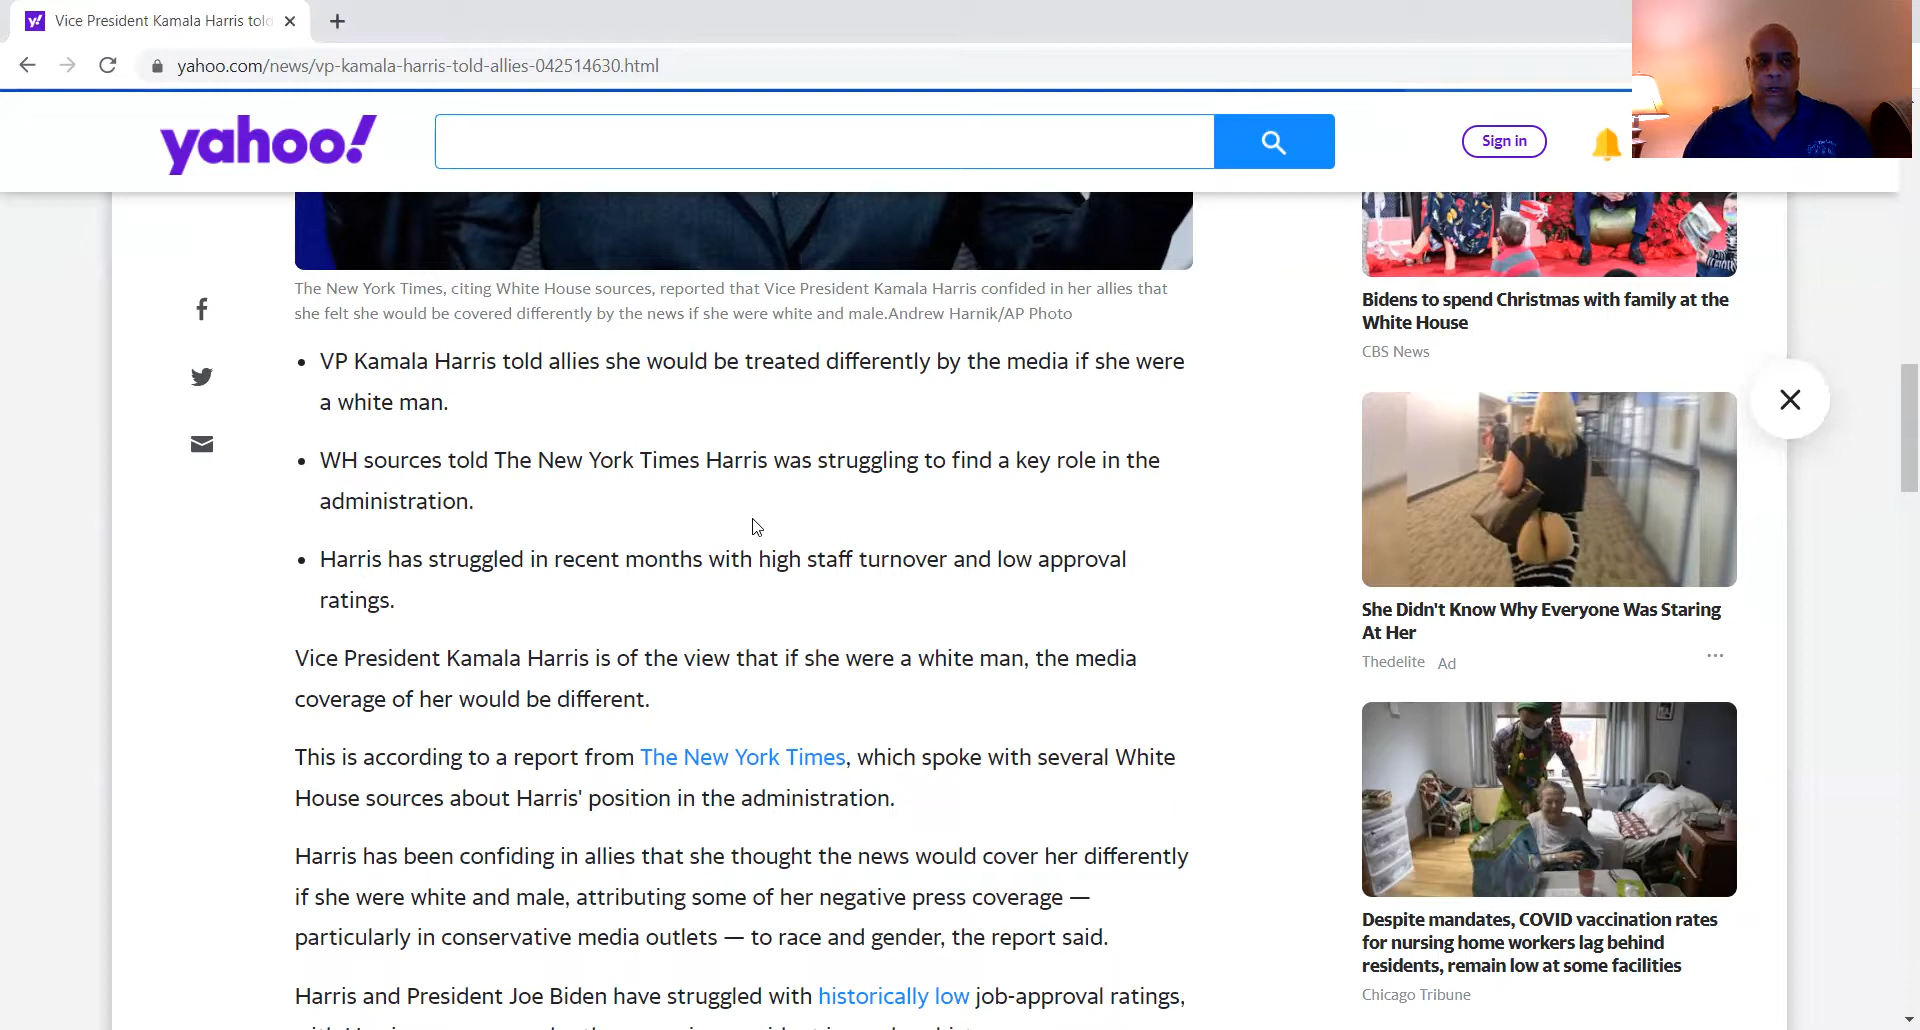 Vice President Kamala Harris told
yahoo.com/news/vp-kamala-harris-told-allies-042514630.html
yahoo!
Sign in
The New York Times, citing White House sources, reported that Vice President Kamala Harris confided in her allies that
she felt she would be covered differently by the news if she were white and male.Andrew Harnik/AP Photo
• VP Kamala Harris told allies she would be treated differently by the media if she were
a white man.
• WH sources told The New York Times Harris was struggling to find a key role in the
administration.
• Harris has struggled in recent months with high staff turnover and low approval
ratings.
Vice President Kamala Harris is of the view that if she were a white man, the media
coverage of her would be different.
This is according to a report from The New York Times, which spoke with several White
House sources about Harris' position in the administration.
Harris has been confiding in allies that she thought the news would cover her differently
if she were white and male, attributing some of her negative press coverage —
particularly in conservative media outlets — to race and gender, the report said.
Harris and President Joe Biden have struggled with historically low job-approval ratings,
Bidens to spend Christmas with family at the
White House
CBS News
She Didn't Know Why Everyone Was Staring
At Her
Thedelite Ad
Despite mandates, COVID vaccination rates
for nursing home workers lag behind
residents, remain low at some facilities
Chicago Tribune